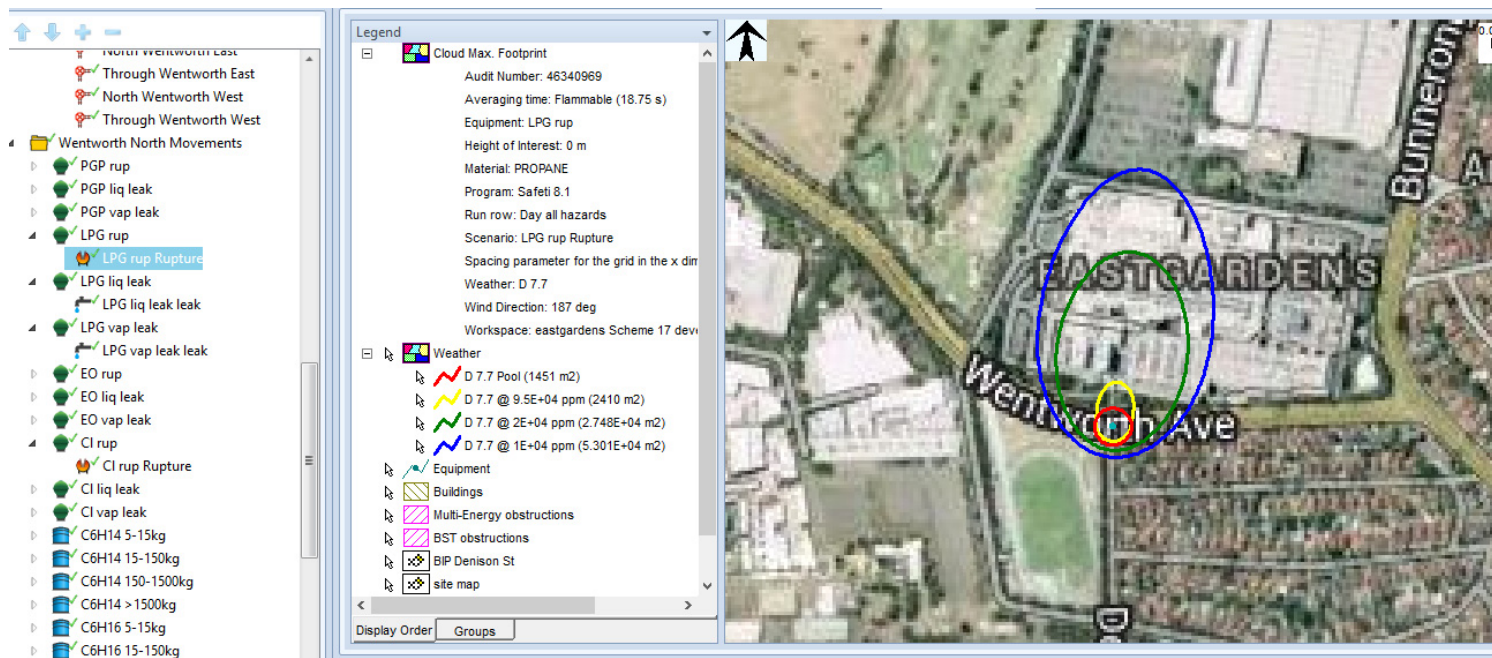 North Wentworth East
Through Wentworth East
North Wentworth West
Through Wentworth West
Wentworth North Movements
PGP rup
PGP liq leak
PGP vap leak
LPG rup
LPG rup Rupture
LPG liq leak
LPG liq leak leak
LPG vap leak
LPG vap leak leak
EO rup
EO liq leak
EO vap leak
Cl rup
Cl rup Rupture
Cl liq leak
Cl vap leak
C6H14 5-15kg
C6H14 15-150kg
C6H14 150-1500kg
C6H14 >1500kg
C6H16 5-15kg
C6H16 15-150kg
Legend
Cloud Max. Footprint
Audit Number: 46340969
Averaging time: Flammable (18.75 s)
Equipment: LPG rup
Height of Interest: 0 m
Material: PROPANE
Program: Safeti 8.1
Run row: Day all hazards
Scenario: LPG rup Rupture
Spacing parameter for the grid in the x dim
Weather: D 7.7
Wind Direction: 187 deg
Workspace: eastgardens Scheme 17 deve
Weather
D 7.7 Pool (1451 m2)
D 7.7 @ 9.5E+04 ppm (2410 m2)
D 7.7 @ 2E+04 ppm (2.748E+04 m2)
D 7.7 @ 1E+04 ppm (5.301E+04 m2)
Equipment
Buildings
Multi-Energy obstructions
BST obstructions
BIP Denison St
site map
Display Order
Groups
Bunneron
A
EASTGARDENS
Wentworth Ave
De
0.0